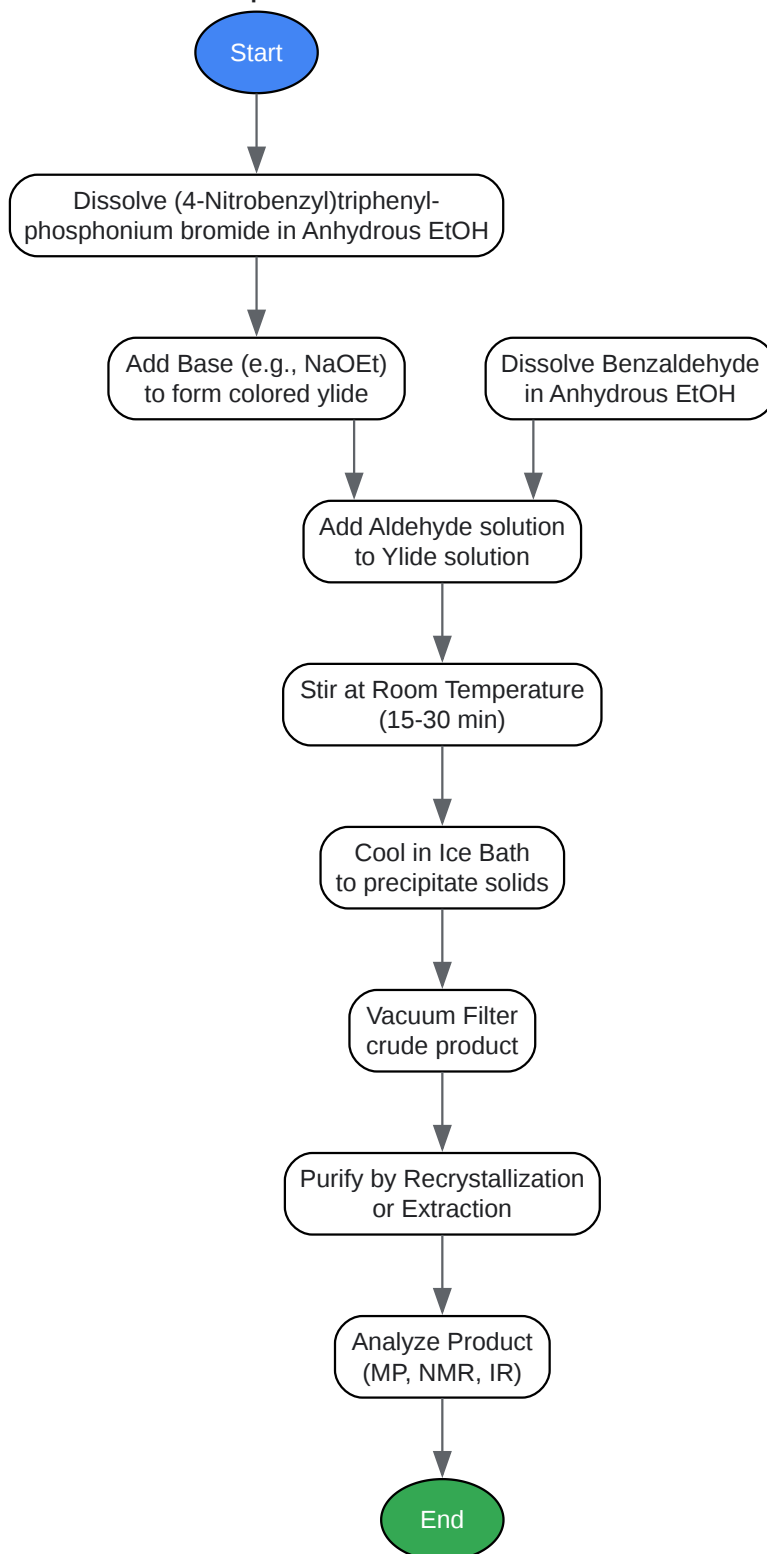 Start
Dissolve (4-Nitrobenzyl)triphenyl-
phosphonium bromide in Anhydrous EtOH
Add Base (e.g., NaOEt)
to form colored ylide
Dissolve Benzaldehyde
in Anhydrous EtOH
Add Aldehyde solution
to Ylide solution
Stir at Room Temperature
(15-30 min)
Cool in Ice Bath
to precipitate solids
Vacuum Filter
crude product
Purify by Recrystallization
or Extraction
Analyze Product
(MP, NMR, IR)
End